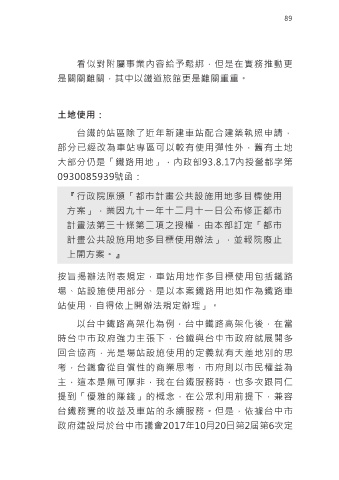 89
看似對附屬事業內容給予鬆綁，但是在實務推動更
是關關難關，其中以鐵道旅館更是難關重重。
土地使用：
台鐵的站區除了近年新建車站配合建築執照申請，
部分已經改為車站專區可以較有使用彈性外，舊有土地
大部分仍是「鐵路用地」，內政部93.8.17內授營都字第
0930085939號函：
『行政院原頒「都市計畫公共設施用地多目標使用
方案」，業因九十一年十二月十一日公布修正都市
計畫法第三十條第二項之授權，由本部訂定「都市
計畫公共設施用地多目標使用辦法」，並報院廢止
上開方案。』
按旨揭辦法附表規定，車站用地作多目標使用包括鐵路
場、站設施使用部分，是以本案鐵路用地如作為鐵路車
站使用，自得依上開辦法規定辦理」。
以台中鐵路高架化為例，台中鐵路高架化後，在當
時台中市政府強力主張下，台鐵與台中市政府就展開多
回合協商，光是場站設施使用的定義就有天差地別的思
考，台鐵會從自償性的商業思考，市府則以市民權益為
主，這本是無可厚非，我在台鐵服務時，也多次跟同仁
提到「優雅的賺錢」的概念，在公眾利用前提下，兼容
台鐵務實的收益及車站的永續服務。但是，依據台中市
政府建設局於台中市議會2017年10月20日第2屆第6次定